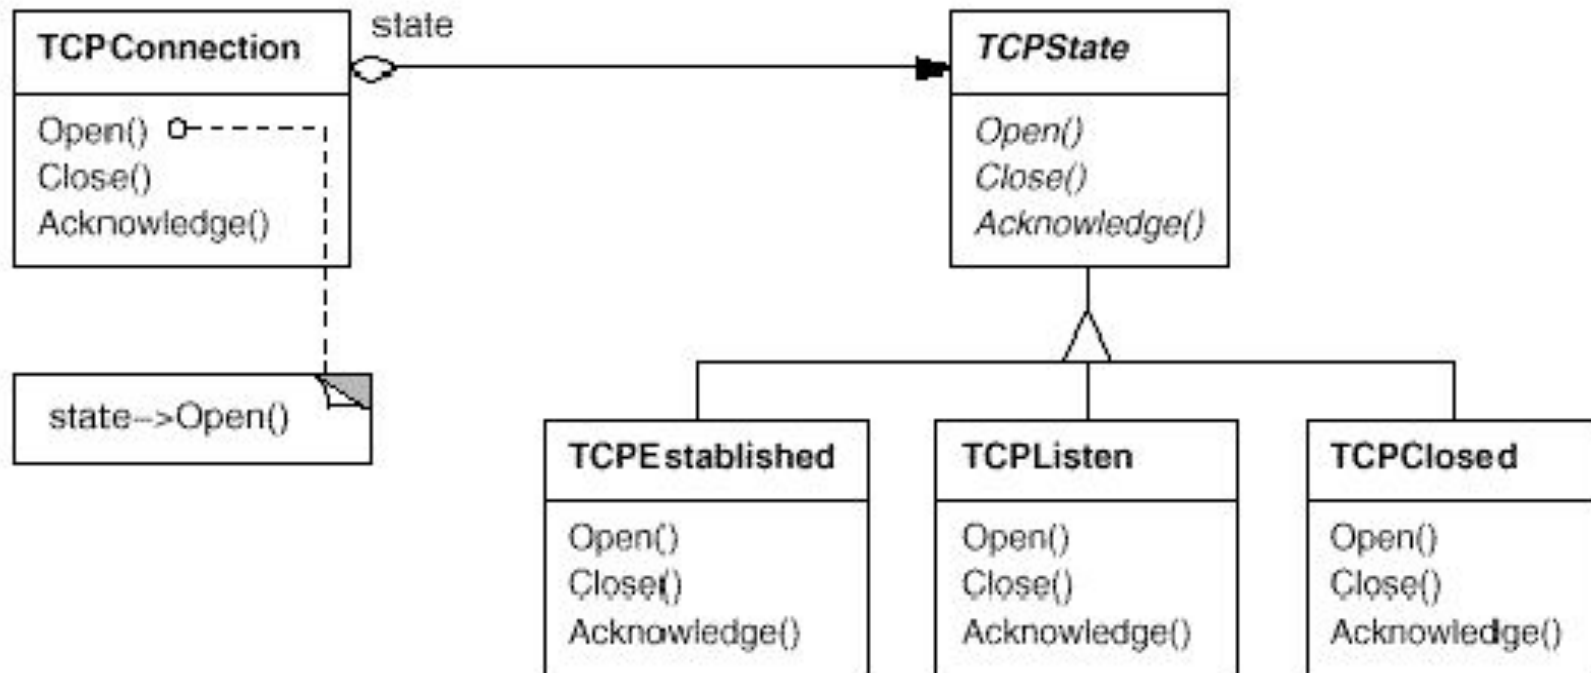 TCPConnection
Open()
Close()
Acknowledge()
state
TCPState
Open()
Close()
Acknowledge()
state-->Open()
TCPEstablished
Open()
Close()
Acknowledge()
TCPListen
Open()
Close()
Acknowledge()
TCPClosed
Open()
Close()
Acknowledge()